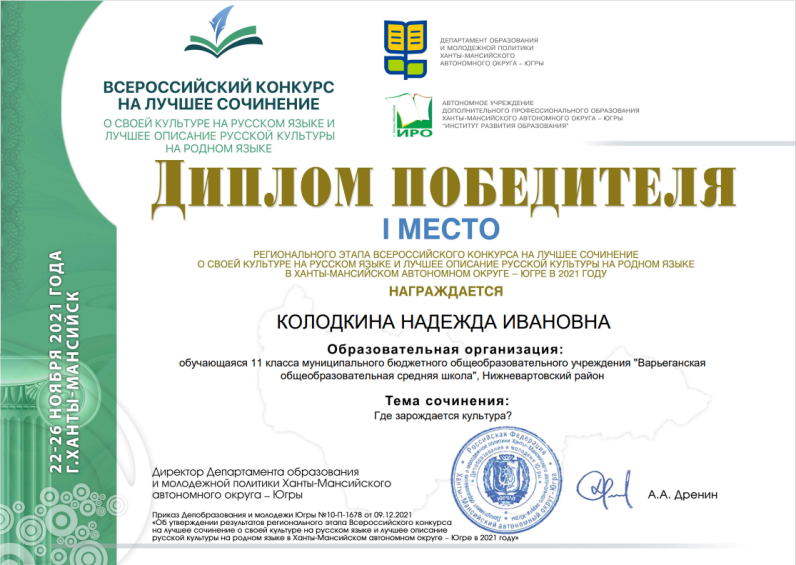 ВСЕРОССИЙСКИЙ КОНКУРС
НА ЛУЧШЕЕ СОЧИНЕНИЕ
О СВОЕЙ КУЛЬТУРЕ НА РУССКОМ ЯЗЫКЕ И
ЛУЧШЕЕ ОПИСАНИЕ РУССКОЙ КУЛЬТУРЫ
НА РОДНОМ ЯЗЫКЕ
ДЕПАРТАМЕНТ ОБРАЗОВАНИЯ
И МОЛОДЕЖНОЙ ПОЛИТИКИ
ХАНТЫ-МАНСИЙСКОГО
АВТОНОМНОГО ОКРУГА – ЮГРЫ
ИРО
АВТОНОМНОЕ УЧРЕЖДЕНИЕ
ДОПОЛНИТЕЛЬНОГО ПРОФЕССИОНАЛЬНОГО ОБРАЗОВАНИЯ
ХАНТЫ-МАНСИЙСКОГО АВТОНОМНОГО ОКРУГА – ЮГРЫ
"ИНСТИТУТ РАЗВИТИЯ ОБРАЗОВАНИЯ"
ДИПЛОМ ПОБЕДИТЕЛЯ
I МЕСТО
РЕГИОНАЛЬНОГО ЭТАПА ВСЕРОССИЙСКОГО КОНКУРСА НА ЛУЧШЕЕ СОЧИНЕНИЕ
О СВОЕЙ КУЛЬТУРЕ НА РУССКОМ ЯЗЫКЕ И ЛУЧШЕЕ ОПИСАНИЕ РУССКОЙ КУЛЬТУРЫ НА РОДНОМ ЯЗЫКЕ
В ХАНТЫ-МАНСИЙСКОМ АВТОНОМНОМ ОКРУГЕ – ЮГРЕ В 2021 ГОДУ
НАГРАЖДАЕТСЯ
КОЛОДКИНА НАДЕЖДА ИВАНОВНА
Образовательная организация:
обучающаяся 11 класса муниципального бюджетного общеобразовательного учреждения "Варьеганская
общеобразовательная средняя школа", Нижневартовский район
Тема сочинения:
Где зарождается культура?
22-26 НОЯБРЯ 2021 ГОДА
Г.ХАНТЫ-МАНСИЙСК
Директор Департамента образования
и молодежной политики Ханты-Мансийского
автономного округа – Югры
Российская Федерация
А.А. Дренин
Приказ Депобразования и молодежи Югры №10-П-1678 от 09.12.2021
«Об утверждении результатов регионального этапа Всероссийского конкурса
на лучшее сочинение о своей культуре на русском языке и лучшее описание
русской культуры на родном языке в Ханты-Мансийском автономном округе – Югре в 2021 году»